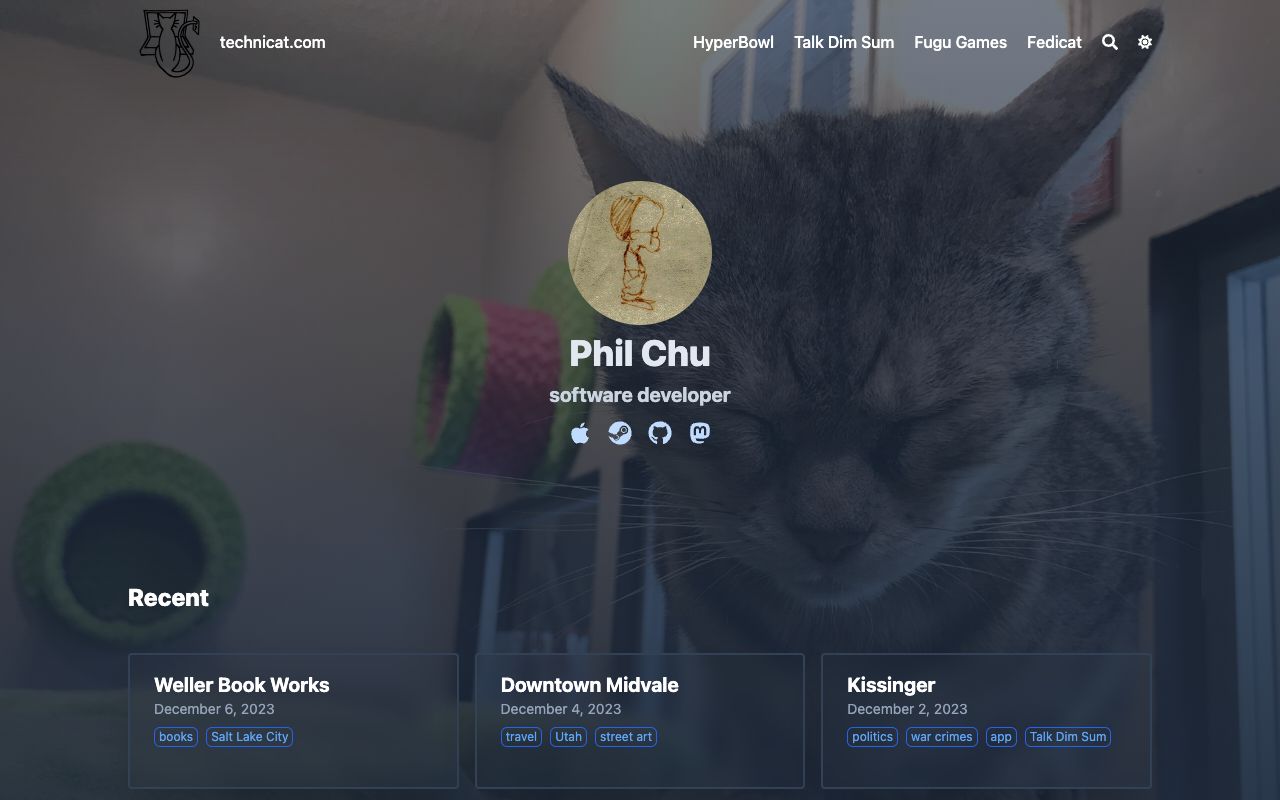 technicat.com
HyperBowl Talk Dim Sum Fugu Games Fedicat
Phil Chu
software developer
Recent
Weller Book Works
December 6, 2023
books Salt Lake City
Downtown Midvale
December 4, 2023
travel Utah street art
Kissinger
December 2, 2023
politics war crimes app Talk Dim Sum